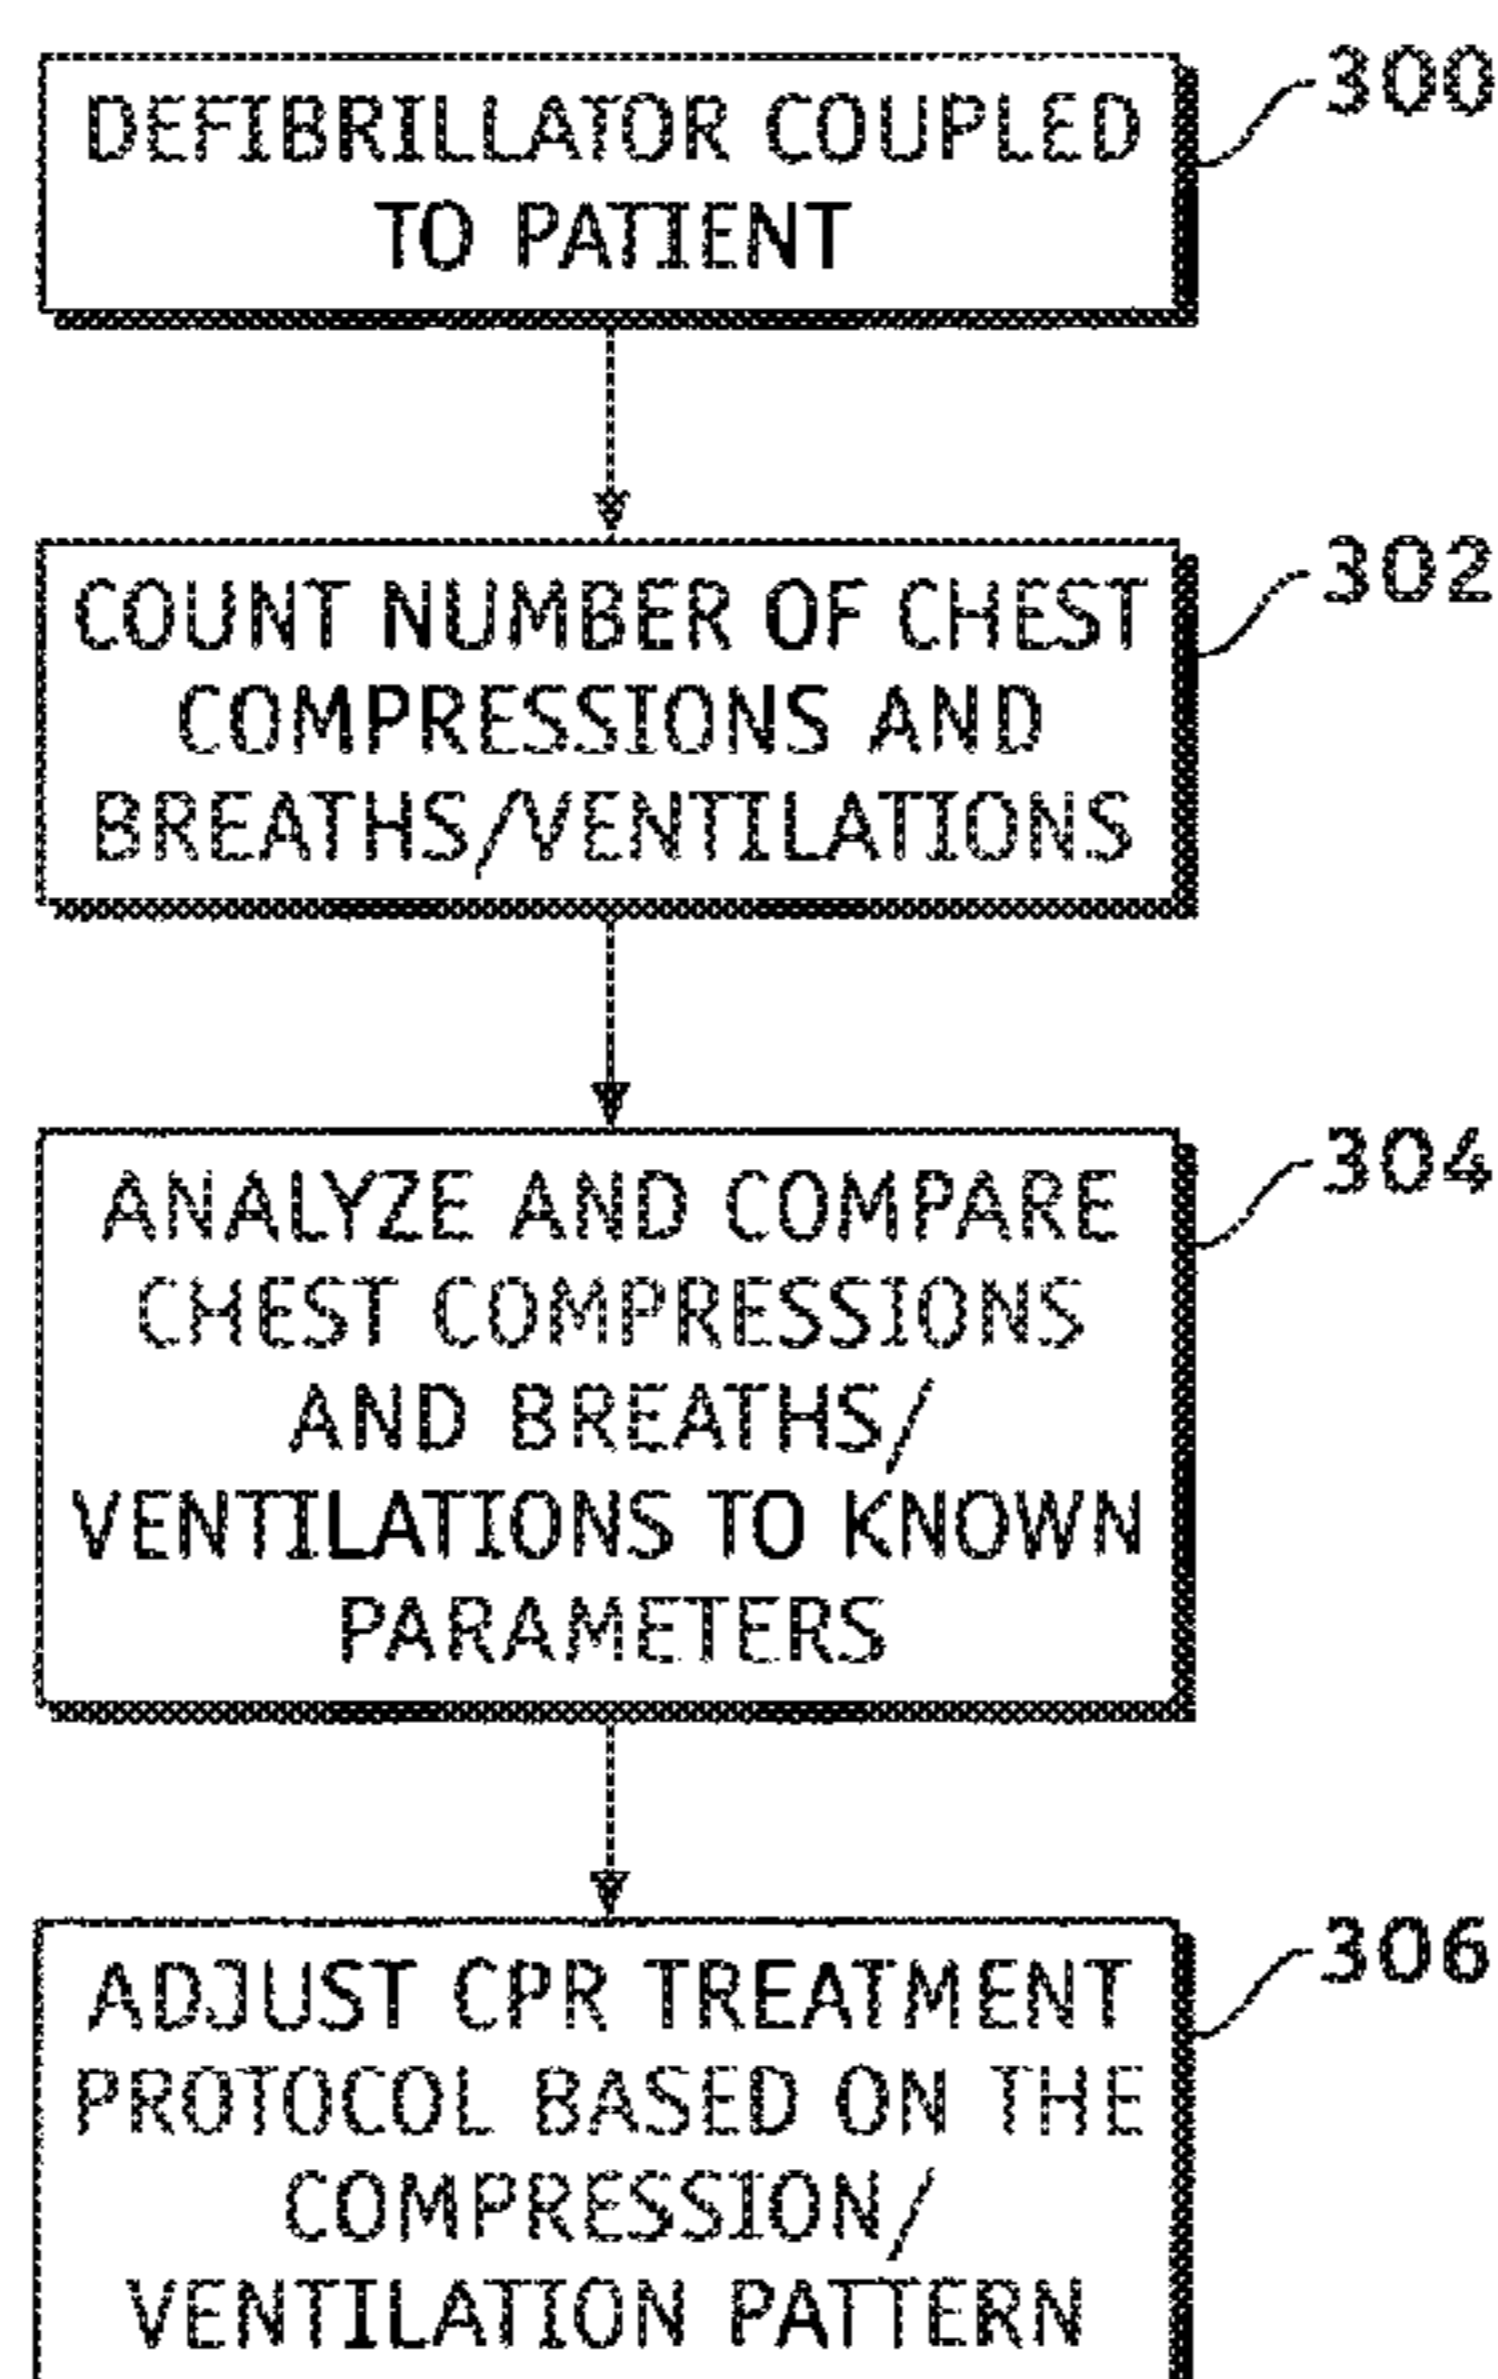 300
DEFIBRILLATOR COUPLED
TO PATIENT
302
COUNT NUMBER OF CHEST
COMPRESSIONS AND
BREATHS/VENTILATIONS
304
ANALYZE AND COMPARE
CHEST COMPRESSIONS
AND BREATHS/
VENTILATIONS TO KNOWN
PARAMETERS
306
ADJUST CPR TREATMENT
PROTOCOL BASED ON THE
COMPRESSION/
VENTILATION PATTERN